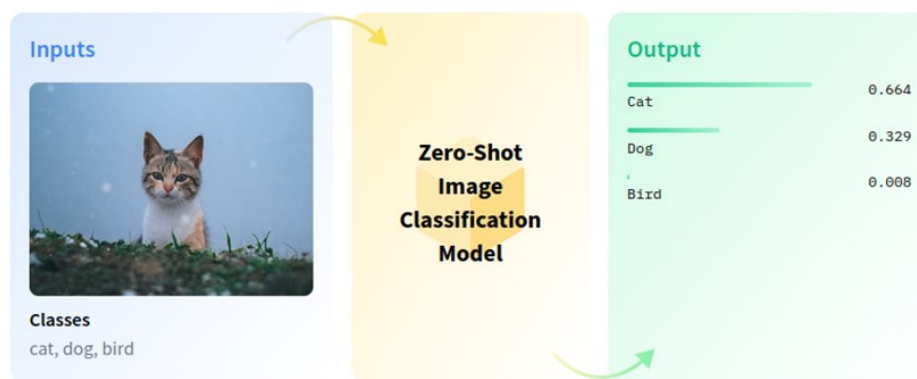 Inputs
Classes
cat, dog, bird
Zero-Shot
Image
Classification
Model
Output
Cat 0.664
Dog 0.329
Bird 0.008